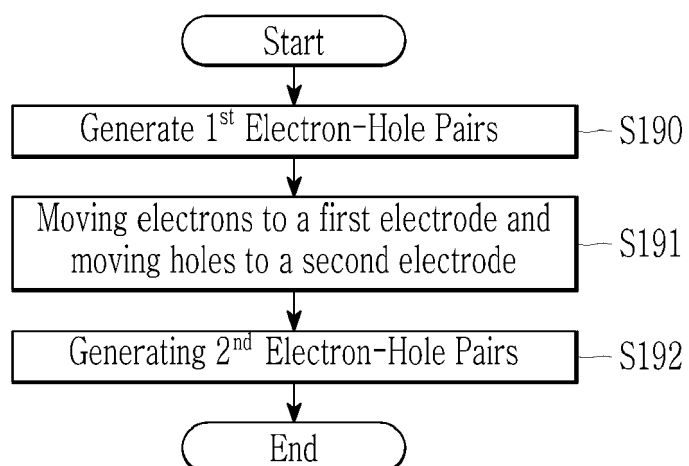 Start
Generate 1st Electron-Hole Pairs
S190
Moving electrons to a first electrode and
moving holes to a second electrode
S191
Generating 2nd Electron-Hole Pairs
S192
End